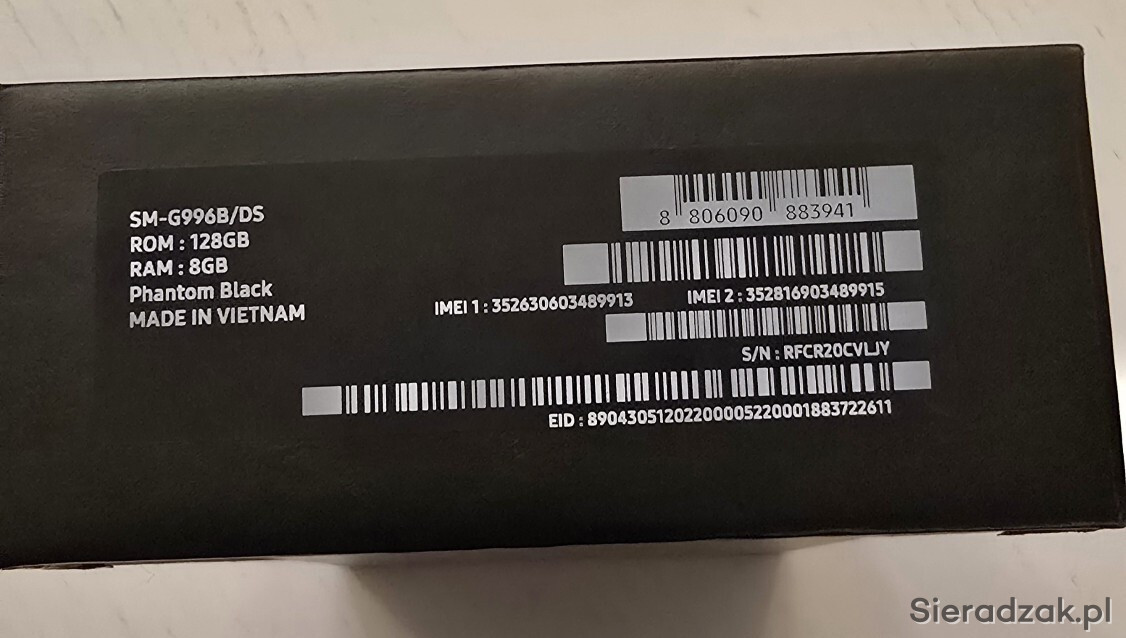 SM-G996B/DS
ROM : 128GB
RAM : 8GB
Phantom Black
MADE IN VIETNAM
8 806090 883941
IMEI 1 : 352630603489913
IMEI 2 : 352816903489915
S/N : RFCR20CVLJY
EID : 89043051202200005220001883722611
Sieradzak.pl